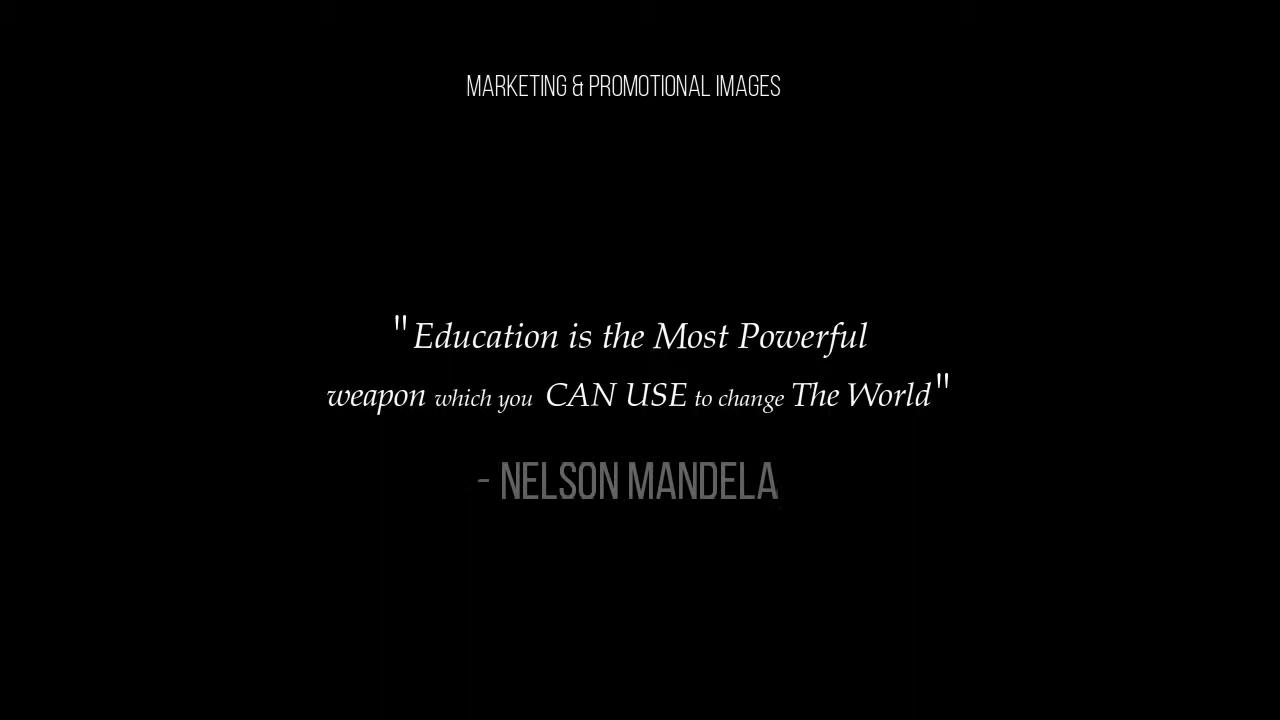 MARKETING & PROMOTIONAL IMAGES
"Education is the Most Powerful
weapon which you CAN USE to change The World"
- NELSON MANDELA